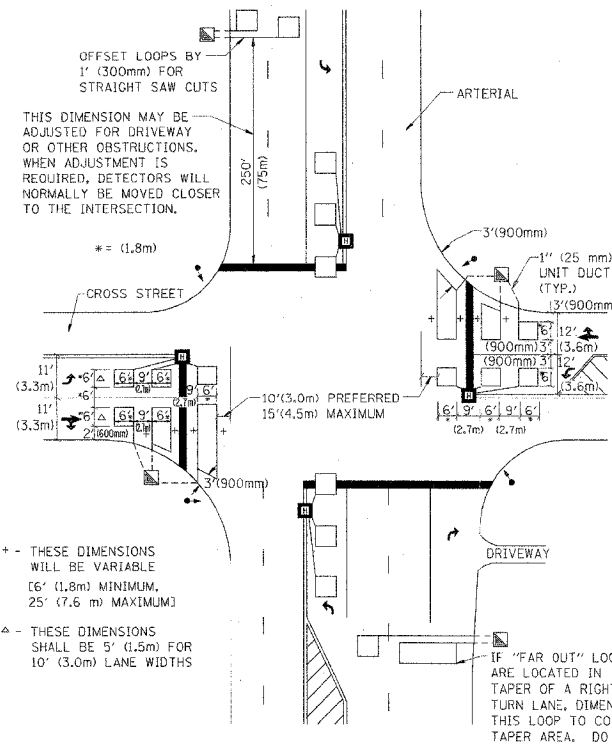 OFFSET LOOPS BY
1' (300mm) FOR
STRAIGHT SAW CUTS
ARTERIAL
THIS DIMENSION MAY BE
ADJUSTED FOR DRIVEWAY
OR OTHER OBSTRUCTIONS.
WHEN ADJUSTMENT IS
REQUIRED, DETECTORS WILL
NORMALLY BE MOVED CLOSER
TO THE INTERSECTION.
250'
(75m)
* = (1.8m)
H
3'(900mm)
1" (25 mm)
UNIT DUCT
(TYP.)
CROSS STREET
3'(900mm
+ + +
*6' 12'
(900mm) 3' (3.6m)
(900mm) 3' 12'
6' (3.6m)
H
11'
(3.3m)
*6' △ 6' 9' 6'
(2.7m)
*6'
9' 6'
(2.7m)
11'
(3.3m)
*6' △ 6' 9' 6'
(2.7m)
2' (600mm) + + +
10'(3.0m) PREFERRED
15'(4.5m) MAXIMUM
H
6' 9' 6' 9' 6'
(2.7m) (2.7m)
3'(900mm)
H
DRIVEWAY
+ - THESE DIMENSIONS
WILL BE VARIABLE
[6' (1.8m) MINIMUM,
25' (7.6 m) MAXIMUM]
△ - THESE DIMENSIONS
SHALL BE 5' (1.5m) FOR
10' (3.0m) LANE WIDTHS
IF "FAR OUT" LOO
ARE LOCATED IN
TAPER OF A RIGH
TURN LANE, DIMEN
THIS LOOP TO CO
TAPER AREA. DO